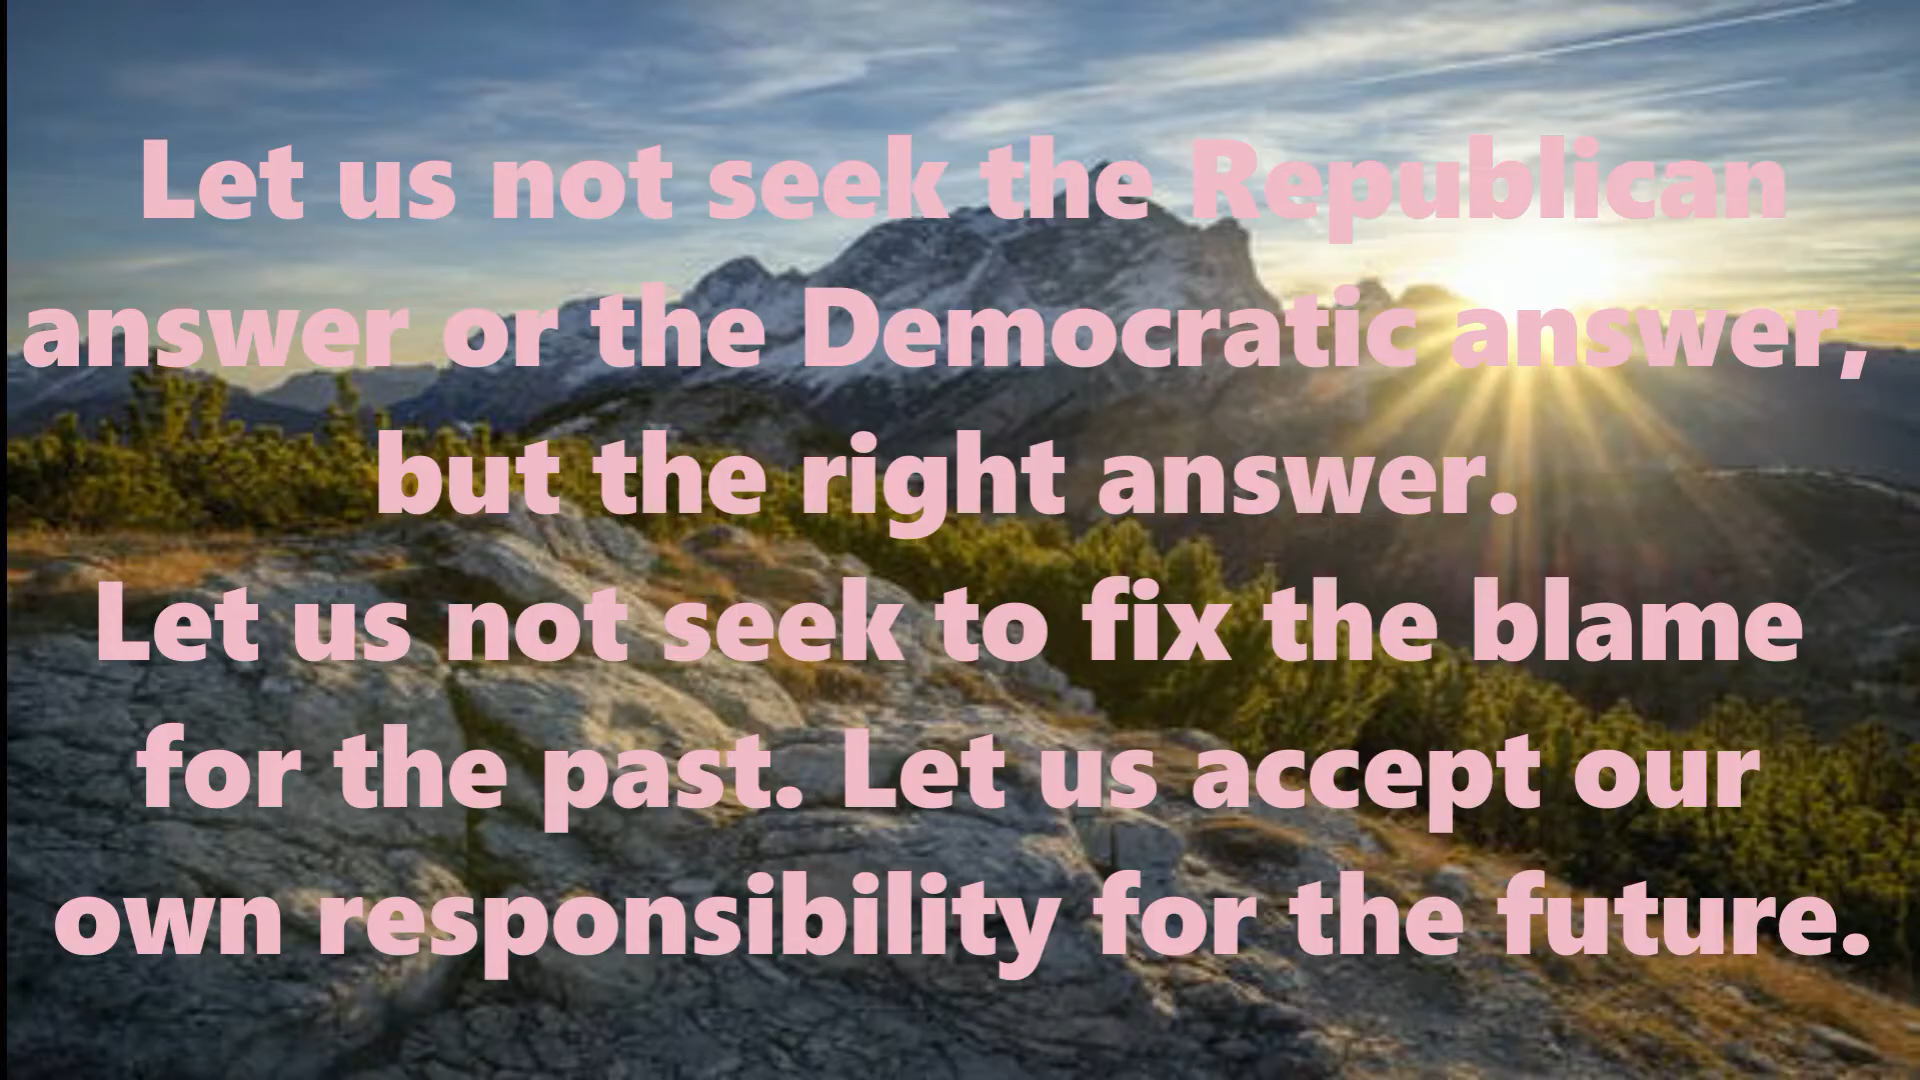 Let us not seek the Republican
answer or the Democratic answer,
but the right answer.
Let us not seek to fix the blame
for the past. Let us accept our
own responsibility for the future.